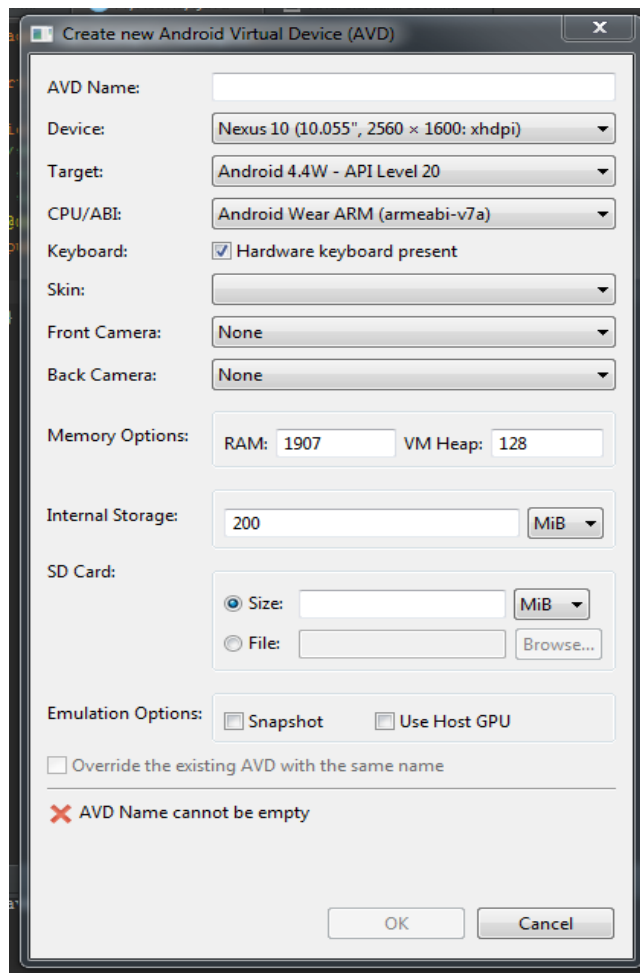 Create new Android Virtual Device (AVD)
AVD Name:
Device: Nexus 10 (10.055", 2560 × 1600: xhdpi)
Target: Android 4.4W - API Level 20
CPU/ABI: Android Wear ARM (armeabi-v7a)
Keyboard: Hardware keyboard present
Skin:
Front Camera: None
Back Camera: None
Memory Options: RAM: 1907 VM Heap: 128
Internal Storage: 200 MiB
SD Card:
Size: MiB
File: Browse...
Emulation Options: Snapshot Use Host GPU
Override the existing AVD with the same name
AVD Name cannot be empty
OK Cancel